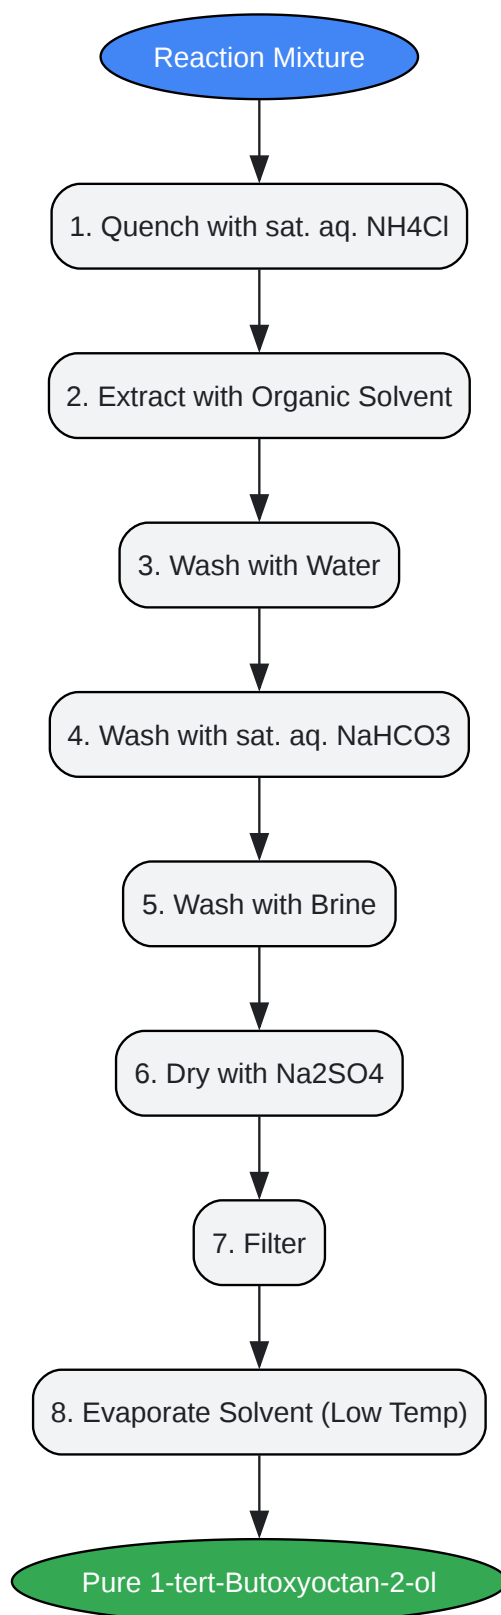 Reaction Mixture
1. Quench with sat. aq. NH4Cl
2. Extract with Organic Solvent
3. Wash with Water
4. Wash with sat. aq. NaHCO3
5. Wash with Brine
6. Dry with Na2SO4
7. Filter
8. Evaporate Solvent (Low Temp)
Pure 1-tert-Butoxyoctan-2-ol